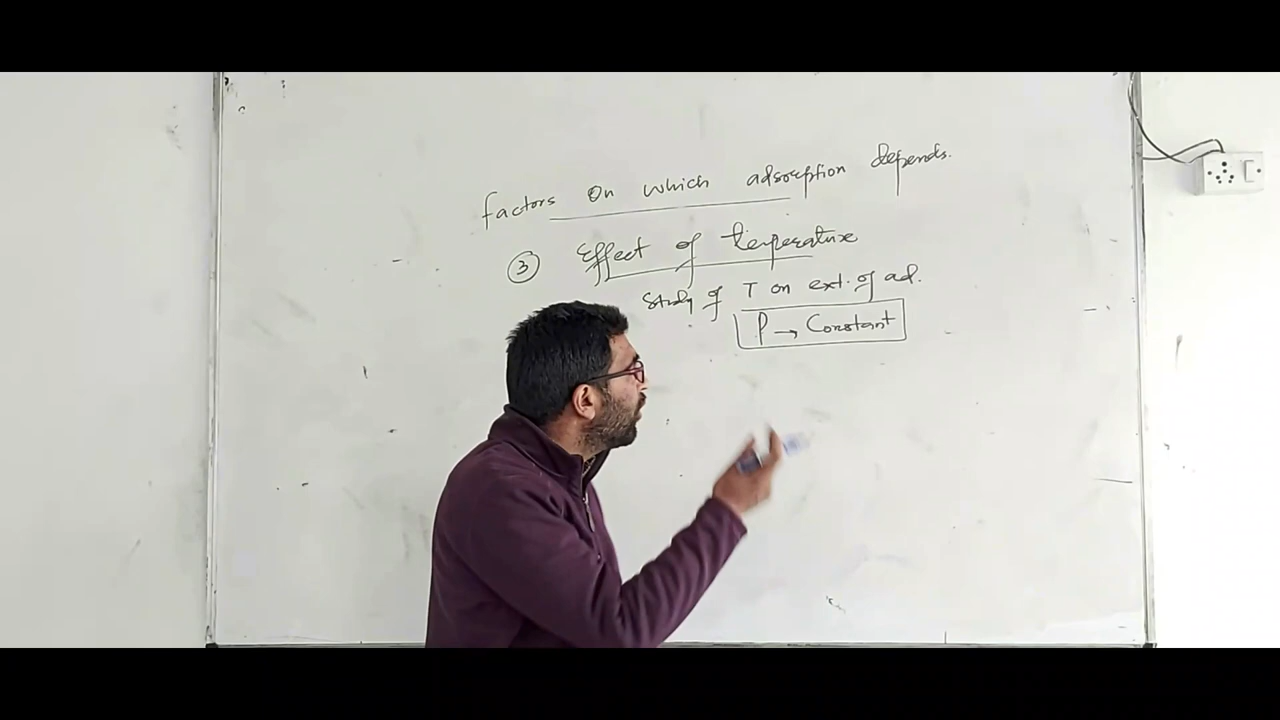 factors on which adsorption depends.
③ Effect of temperature
Study of T on ext. of ad.
P → Constant